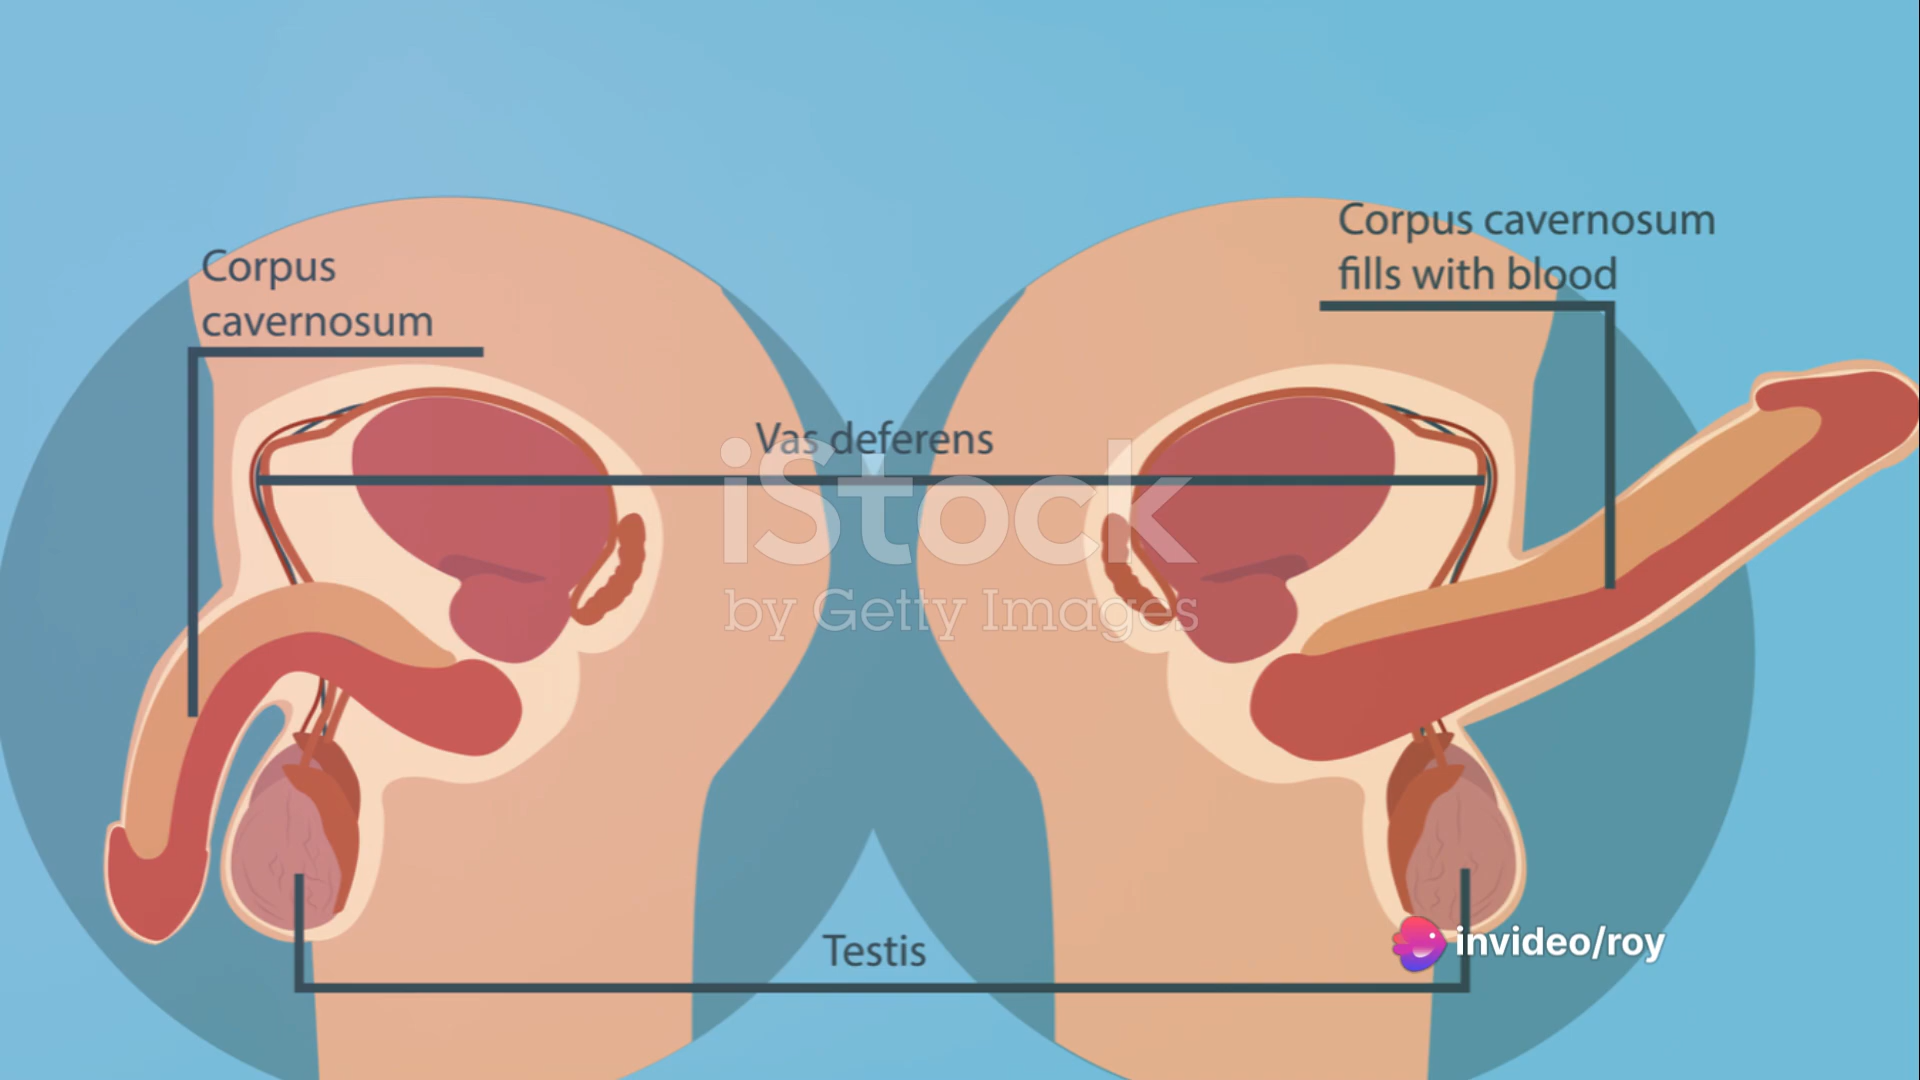 Corpus cavernosum
fills with blood
Corpus
cavernosum
Vas deferens
iStock
by Getty Images
Testis
invideo/roy